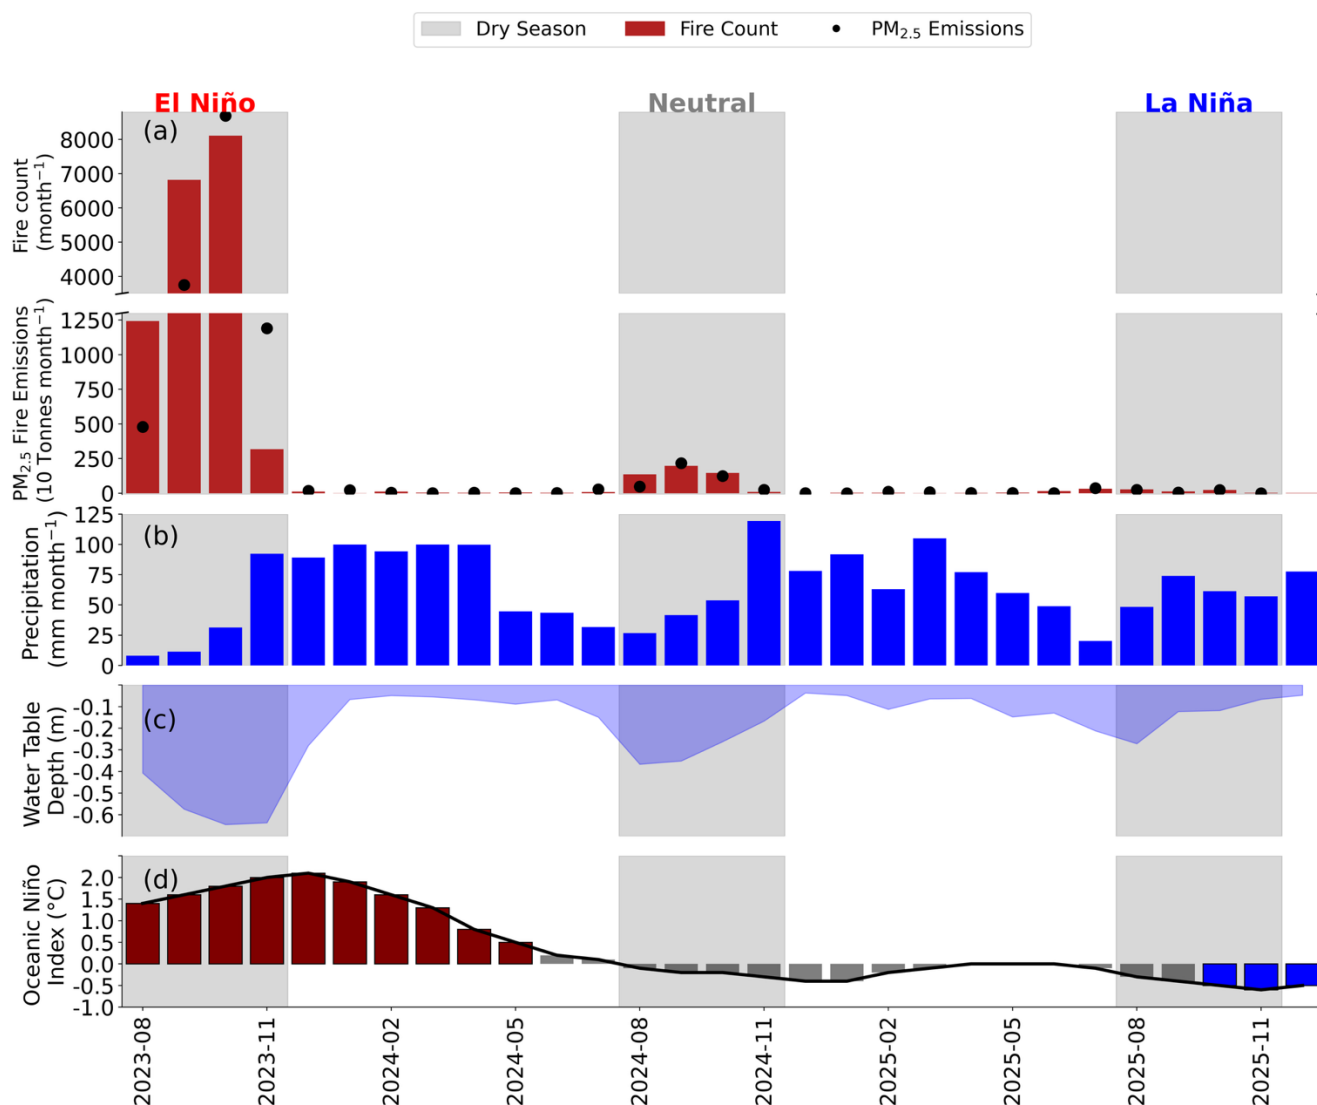 Dry Season Fire Count PM₂.₅ Emissions
El Niño Neutral La Niña
(a)
Fire count
(month⁻¹)
8000
7000
6000
5000
4000
PM₂.₅ Fire Emissions
(10 Tonnes month⁻¹)
1250
1000
750
500
250
0
(b)
Precipitation
(mm month⁻¹)
125
100
75
50
25
0
(c)
Water Table
Depth (m)
-0.1
-0.2
-0.3
-0.4
-0.5
-0.6
(d)
Oceanic Niño
Index (°C)
2.0
1.5
1.0
0.5
0.0
-0.5
-1.0
2023-08
2023-11
2024-02
2024-05
2024-08
2024-11
2025-02
2025-05
2025-08
2025-11